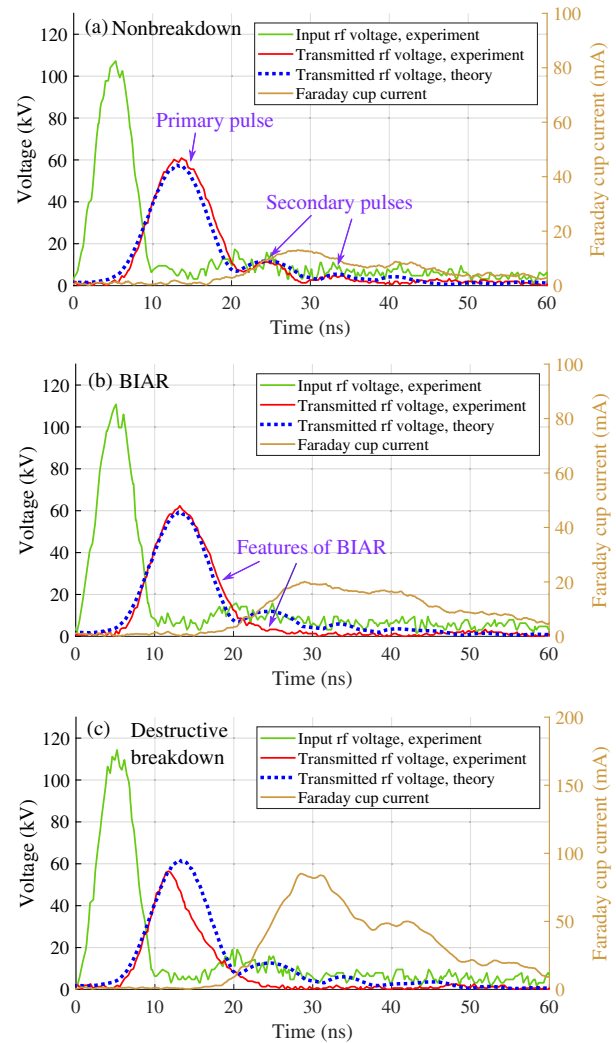 (a) Nonbreakdown
Input rf voltage, experiment
Transmitted rf voltage, experiment
Transmitted rf voltage, theory
Faraday cup current
Primary pulse
Secondary pulses
Voltage (kV)
0 20 40 60 80 100 120
Faraday cup current (mA)
0 20 40 60 80 100
0 10 20 30 40 50 60
Time (ns)
(b) BIAR
Input rf voltage, experiment
Transmitted rf voltage, experiment
Transmitted rf voltage, theory
Faraday cup current
Features of BIAR
Voltage (kV)
0 20 40 60 80 100 120
Faraday cup current (mA)
0 20 40 60 80 100
0 10 20 30 40 50 60
Time (ns)
(c) Destructive
breakdown
Input rf voltage, experiment
Transmitted rf voltage, experiment
Transmitted rf voltage, theory
Faraday cup current
Voltage (kV)
0 20 40 60 80 100 120
Faraday cup current (mA)
0 50 100 150 200
0 10 20 30 40 50 60
Time (ns)